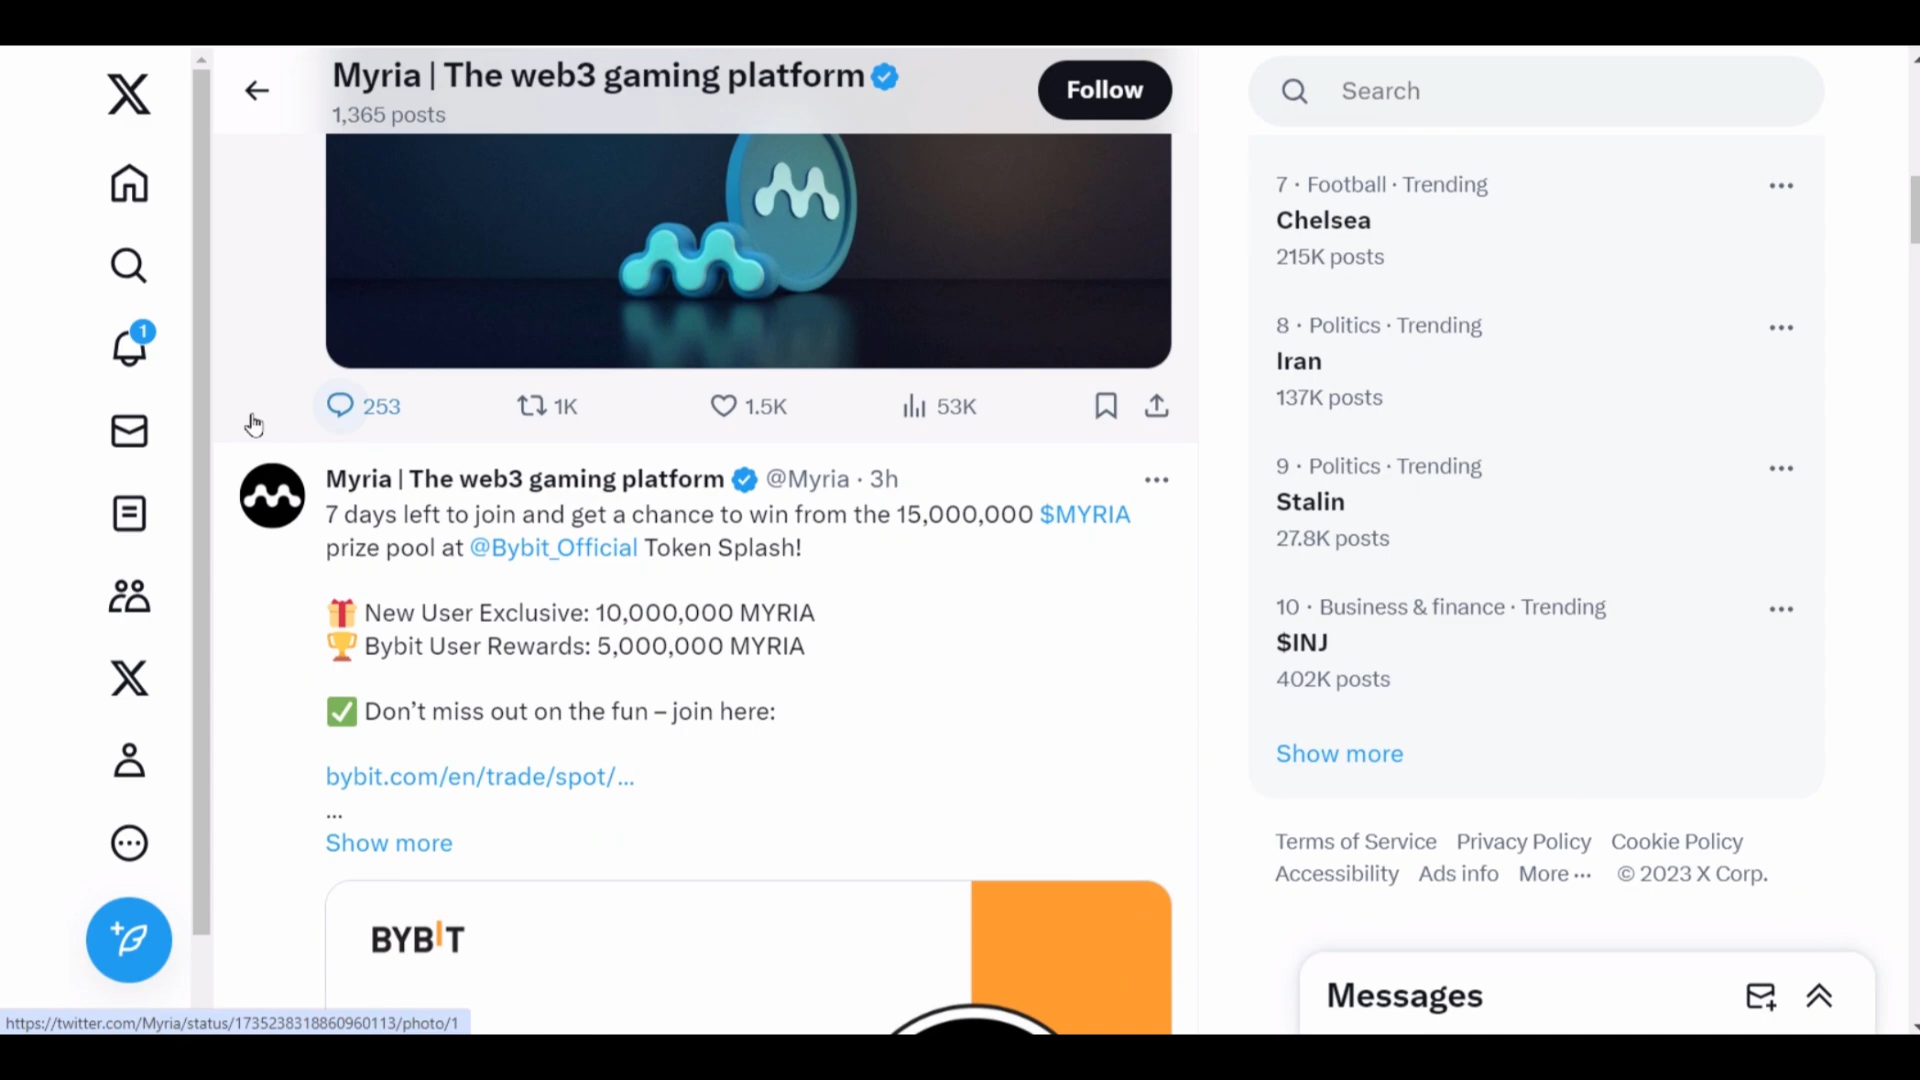 Myria | The web3 gaming platform
1,365 posts
Follow
253
1K
1.5K
53K
Myria | The web3 gaming platform @Myria · 3h
7 days left to join and get a chance to win from the 15,000,000 $MYRIA
prize pool at @Bybit_Official Token Splash!
🎁 New User Exclusive: 10,000,000 MYRIA
🏆 Bybit User Rewards: 5,000,000 MYRIA
✅ Don’t miss out on the fun – join here:
bybit.com/en/trade/spot/...
...
Show more
BYBIT
1
https://twitter.com/Myria/status/1735238318860960113/photo/1
Search
7 · Football · Trending
Chelsea
215K posts
8 · Politics · Trending
Iran
137K posts
9 · Politics · Trending
Stalin
27.8K posts
10 · Business & finance · Trending
$INJ
402K posts
Show more
Terms of Service Privacy Policy Cookie Policy
Accessibility Ads info More ··· © 2023 X Corp.
Messages